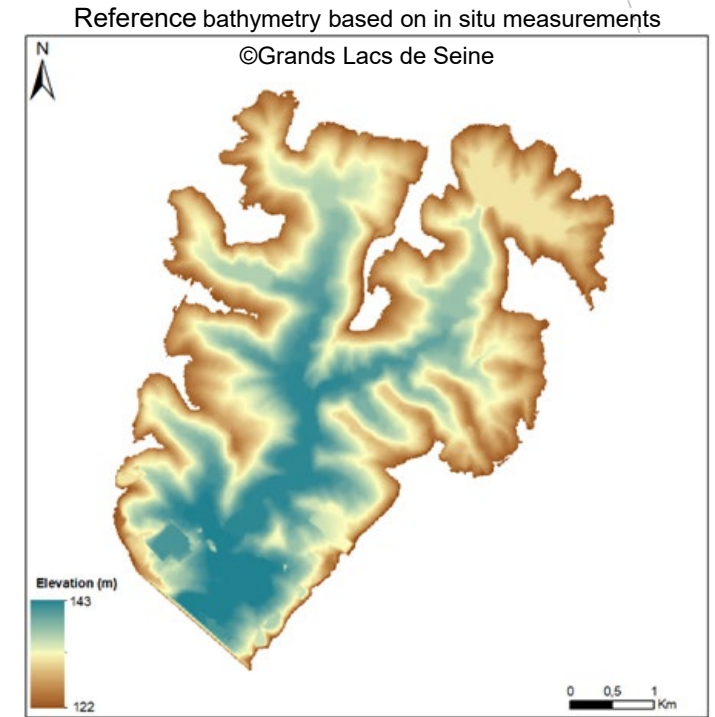 Reference bathymetry based on in situ measurements
©Grands Lacs de Seine
N
Elevation (m)
143
122
0 0,5 1
Km